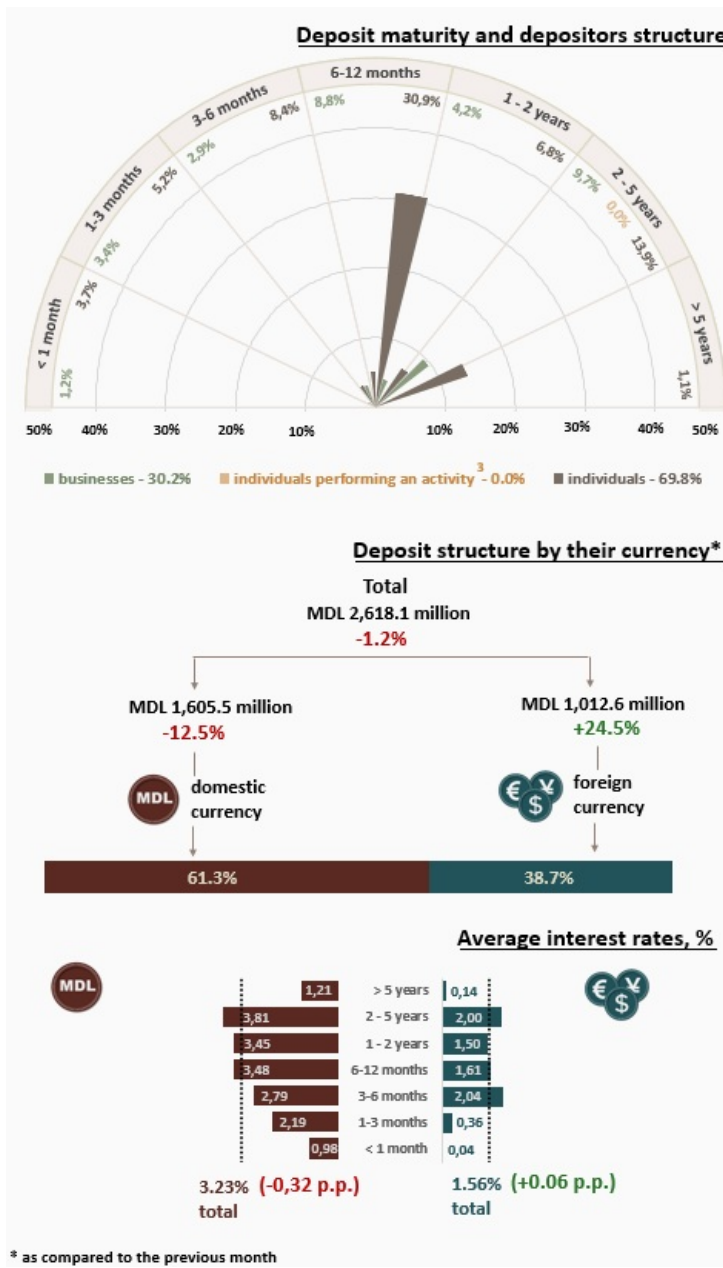 Deposit maturity and depositors structure
< 1 month
1-3 months
3-6 months
6-12 months
1 - 2 years
2 - 5 years
> 5 years
1,2%
3,7%
3,4%
5,2%
2,9%
8,4%
8,8%
30,9%
4,2%
6,8%
9,7%
0,0%
13,9%
1,1%
50% 40% 30% 20% 10% 10% 20% 30% 40% 50%
businesses - 30.2% individuals performing an activity 3 - 0.0% individuals - 69.8%
Deposit structure by their currency*
Total
MDL 2,618.1 million
-1.2%
MDL 1,605.5 million
-12.5%
MDL 1,012.6 million
+24.5%
MDL
domestic
currency
€ ¥ $
foreign
currency
61.3% 38.7%
Average interest rates, %
MDL
€ ¥ $
1,21 > 5 years 0,14
3,81 2 - 5 years 2,00
3,45 1 - 2 years 1,50
3,48 6-12 months 1,61
2,79 3-6 months 2,04
2,19 1-3 months 0,36
0,98 < 1 month 0,04
3.23% (-0,32 p.p.)
total
1.56% (+0.06 p.p.)
total
* as compared to the previous month